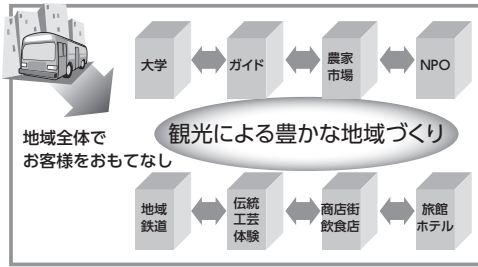 大学
ガイド
農家
市場
NPO
地域全体で
お客様をおもてなし
観光による豊かな地域づくり
地域
鉄道
伝統
工芸
体験
商店街
飲食店
旅館
ホテル